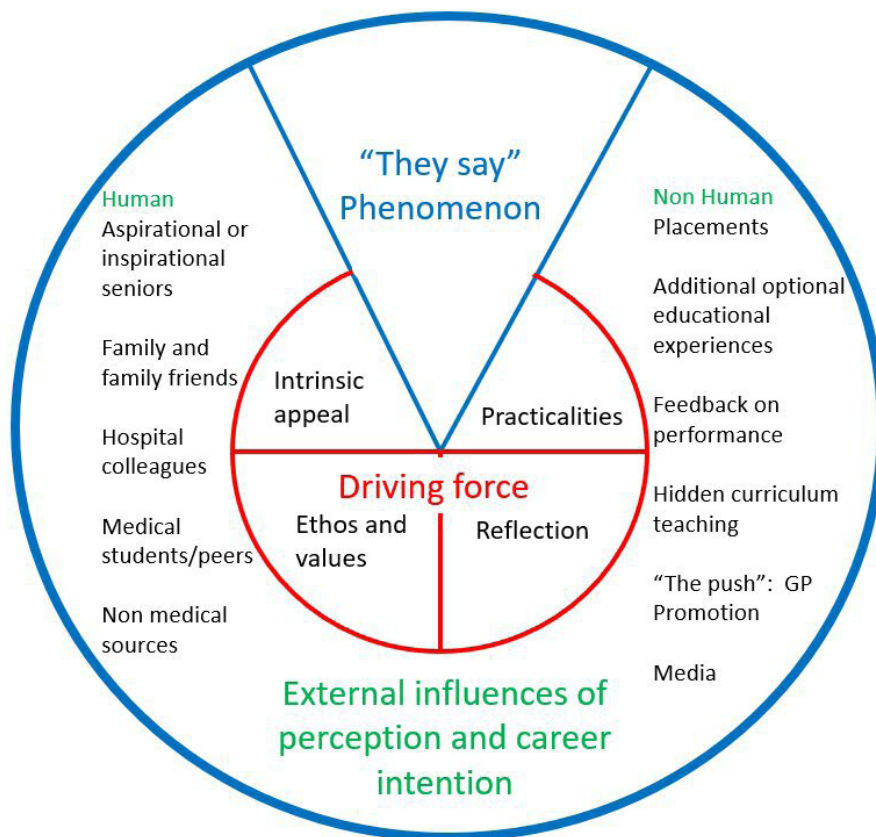 “They say”
Phenomenon
Human
Aspirational or
inspirational
seniors
Family and
family friends
Hospital
colleagues
Medical
students/peers
Non medical
sources
Intrinsic
appeal
Practicalities
Driving force
Ethos and
values
Reflection
Non Human
Placements
Additional optional
educational
experiences
Feedback on
performance
Hidden curriculum
teaching
“The push”: GP
Promotion
Media
External influences of
perception and career
intention